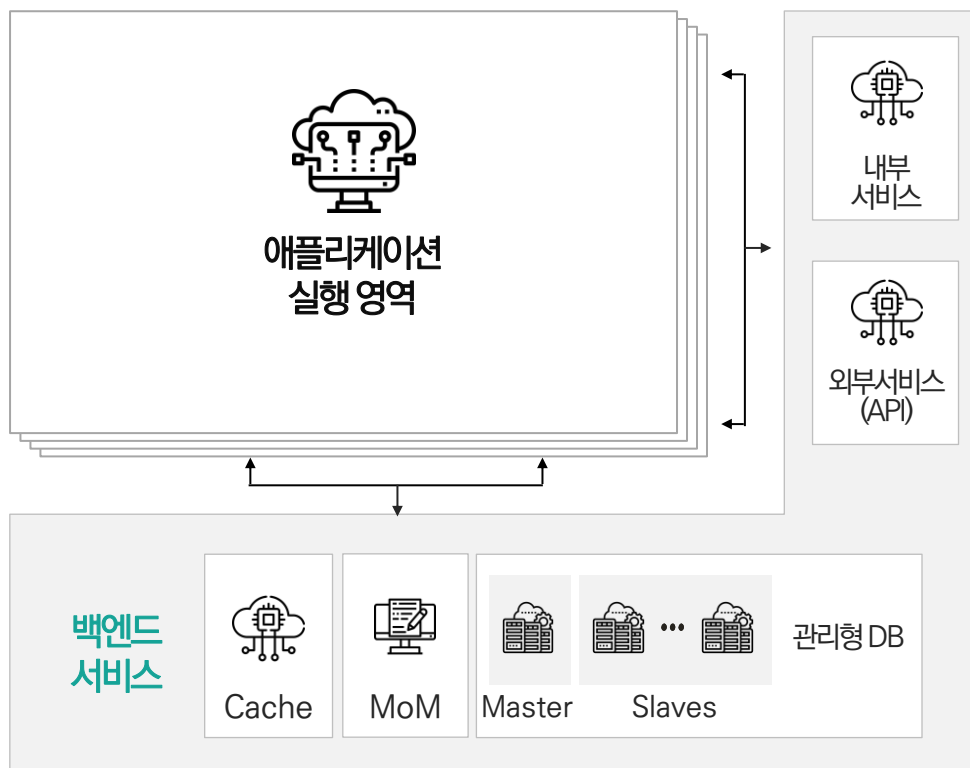 애플리케이션
실행 영역
내부
서비스
외부서비스
(API)
백엔드
서비스
Cache
MoM
Master
Slaves
관리형 DB